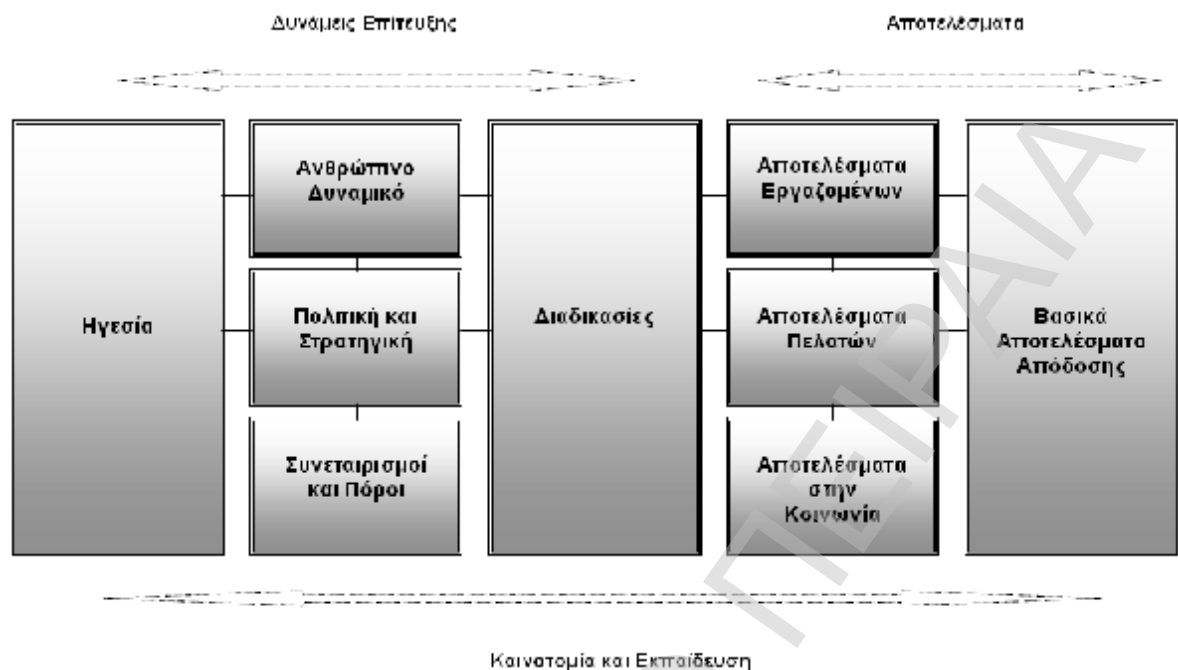 Δυνάμεις Επίτευξης
Αποτελέσματα
Ηγεσία
Ανθρώπινο
Δυναμικό
Πολιτική και
Στρατηγική
Συνεταιρισμοί
και Πόροι
Διαδικασίες
Αποτελέσματα
Εργαζομένων
Αποτελέσματα
Πελατών
Αποτελέσματα
στην
Κοινωνία
Βασικά
Αποτελέσματα
Απόδοσης
Καινοτομία και Εκπαίδευση
ΠΕΙΡΑΙΑ